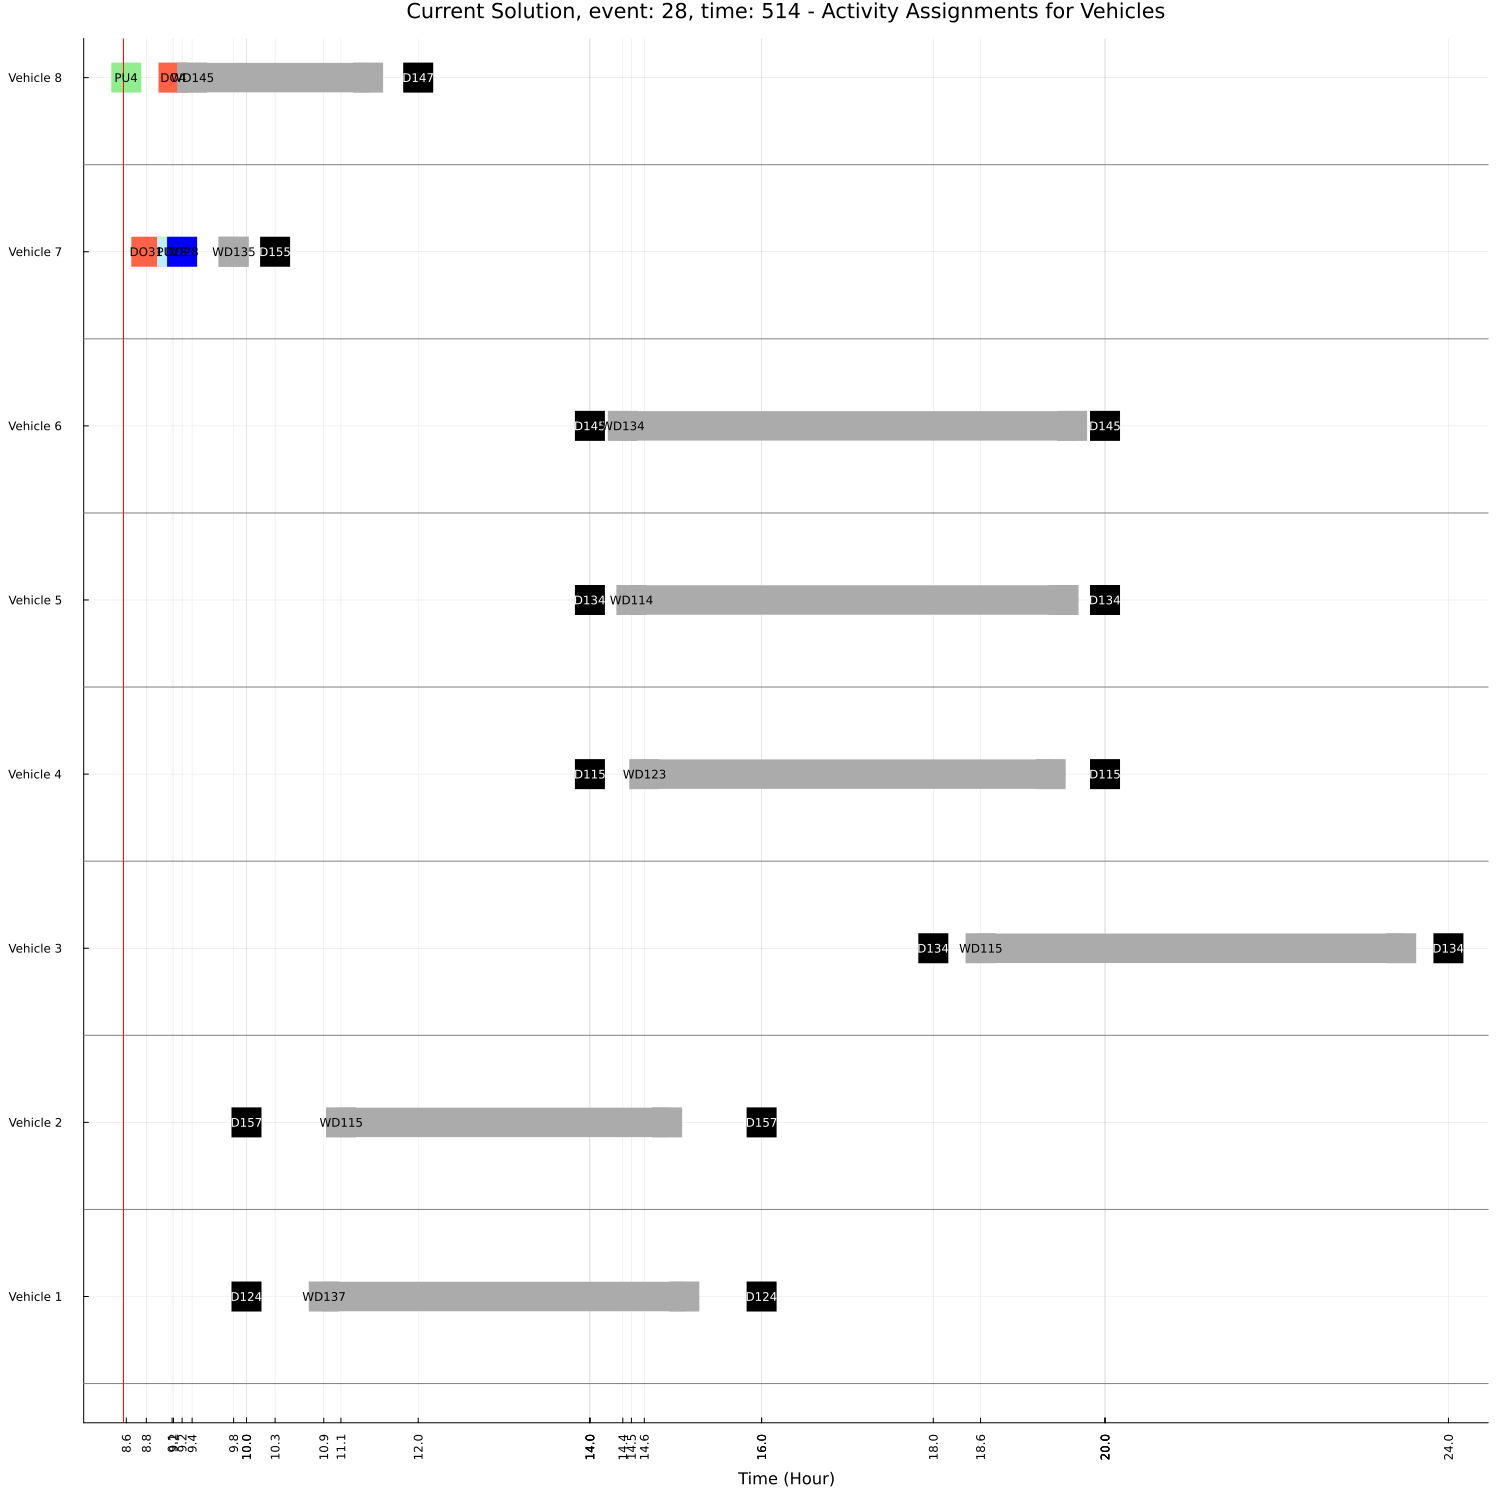 Current Solution, event: 28, time: 514 - Activity Assignments for Vehicles
Vehicle 8
PU4
WD145
D147
Vehicle 7
DO31
WD135
D155
Vehicle 6
D145
WD134
D145
Vehicle 5
D134
WD114
D134
Vehicle 4
D115
WD123
D115
Vehicle 3
D134
WD115
D134
Vehicle 2
D157
WD115
D157
Vehicle 1
D124
WD137
D124
8.6
8.8
9.2
9.4
9.8
10.0
10.3
10.9
11.1
12.0
14.0
14.4
14.5
14.6
16.0
18.0
18.6
20.0
24.0
Time (Hour)